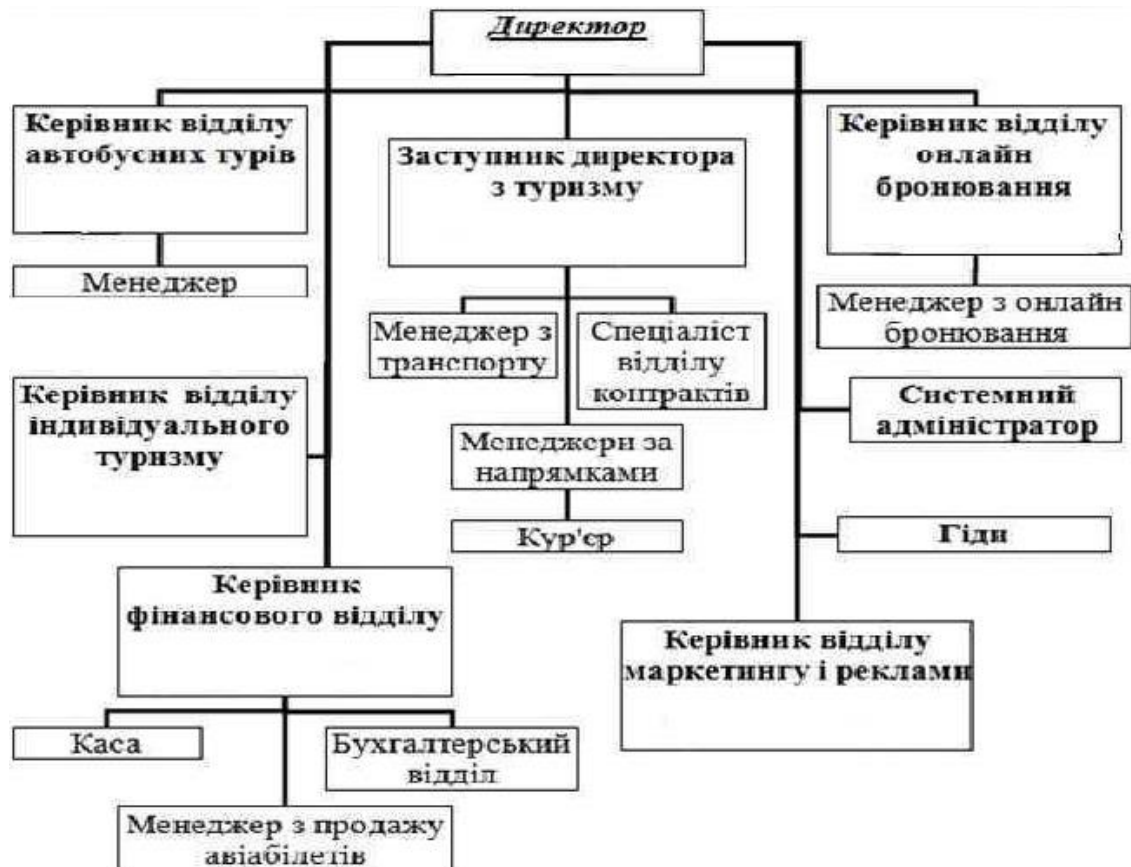 Директор
Керівник відділу
автобусних турів
Заступник директора
з туризму
Керівник відділу
онлайн
бронювання
Менеджер
Менеджер з
транспорту
Спеціаліст
відділу
контрактів
Менеджер з онлайн
бронювання
Керівник відділу
індивідуального
туризму
Системний
адміністратор
Менеджери за
напрямками
Кур'єр
Гіди
Керівник
фінансового відділу
Керівник відділу
маркетингу і реклами
Каса
Бухгалтерський
відділ
Менеджер з продажу
авіабілетів